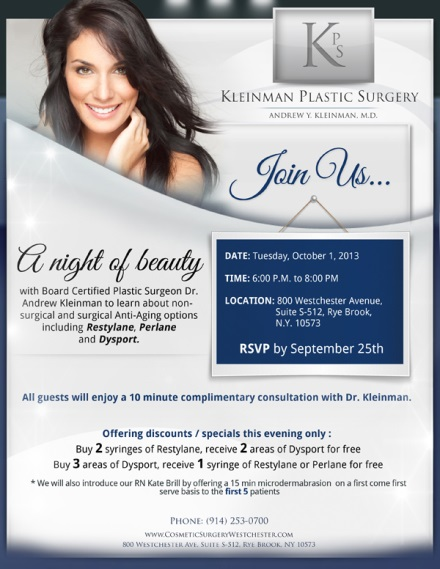 KPS
KLEINMAN PLASTIC SURGERY
ANDREW Y. KLEINMAN, M.D.
Join Us...
A night of beauty
with Board Certified Plastic Surgeon Dr.
Andrew Kleinman to learn about non-
surgical and surgical Anti-Aging options
including Restylane, Perlane
and Dysport.
DATE: Tuesday, October 1, 2013
TIME: 6:00 P.M. to 8:00 PM
LOCATION: 800 Westchester Avenue,
Suite S-512, Rye Brook,
N.Y. 10573
RSVP by September 25th
All guests will enjoy a 10 minute complimentary consultation with Dr. Kleinman.
Offering discounts / specials this evening only :
Buy 2 syringes of Restylane, receive 2 areas of Dysport for free
Buy 3 areas of Dysport, receive 1 syringe of Restylane or Perlane for free
* We will also introduce our RN Kate Brill by offering a 15 min microdermabrasion on a first come first
serve basis to the first 5 patients
PHONE: (914) 253-0700
WWW.COSMETICSURGERYWESTCHESTER.COM
800 WESTCHESTER AVE, SUITE S-512, RYE BROOK, NY 10573